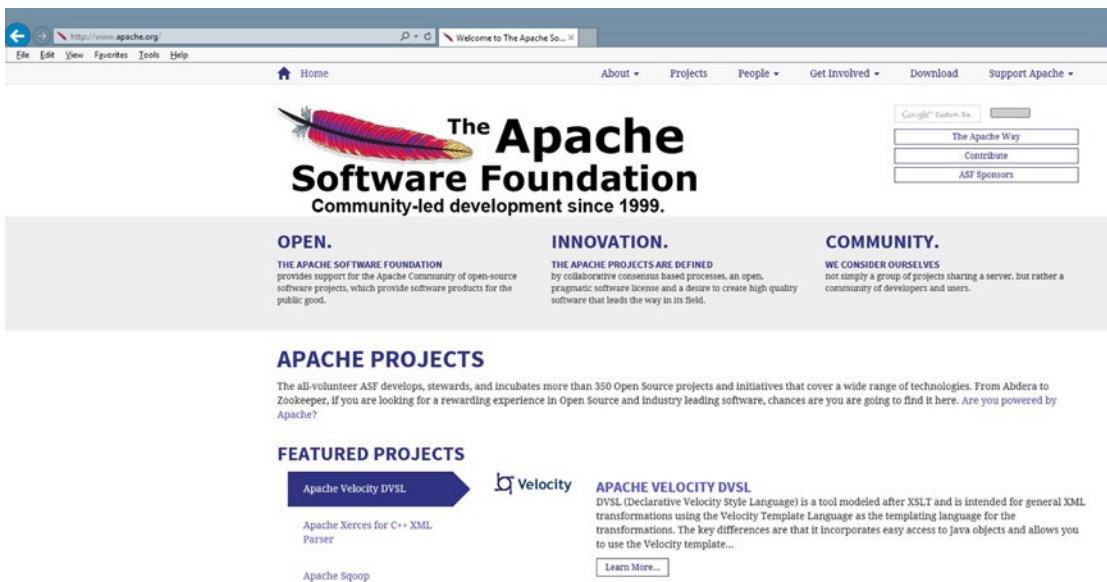 http://www.apache.org/
Welcome to The Apache So...
File Edit View Favorites Tools Help
Home About Projects People Get Involved Download Support Apache
The Apache
Software Foundation
Community-led development since 1999.
Google™ Custom Se.
The Apache Way
Contribute
ASF Sponsors
OPEN.
THE APACHE SOFTWARE FOUNDATION
provides support for the Apache Community of open-source
software projects, which provide software products for the
public good.
INNOVATION.
THE APACHE PROJECTS ARE DEFINED
by collaborative consensus based processes, an open,
pragmatic software license and a desire to create high quality
software that leads the way in its field.
COMMUNITY.
WE CONSIDER OURSELVES
not simply a group of projects sharing a server, but rather a
community of developers and users.
APACHE PROJECTS
The all-volunteer ASF develops, stewards, and incubates more than 350 Open Source projects and initiatives that cover a wide range of technologies. From Abdera to
Zookeeper, if you are looking for a rewarding experience in Open Source and industry leading software, chances are you are going to find it here. Are you powered by
Apache?
FEATURED PROJECTS
Apache Velocity DVSL
Apache Xerces for C++ XML
Parser
Apache Sqoop
Velocity
APACHE VELOCITY DVSL
DVSL (Declarative Velocity Style Language) is a tool modeled after XSLT and is intended for general XML
transformations using the Velocity Template Language as the templating language for the
transformations. The key differences are that it incorporates easy access to Java objects and allows you
to use the Velocity template...
Learn More...